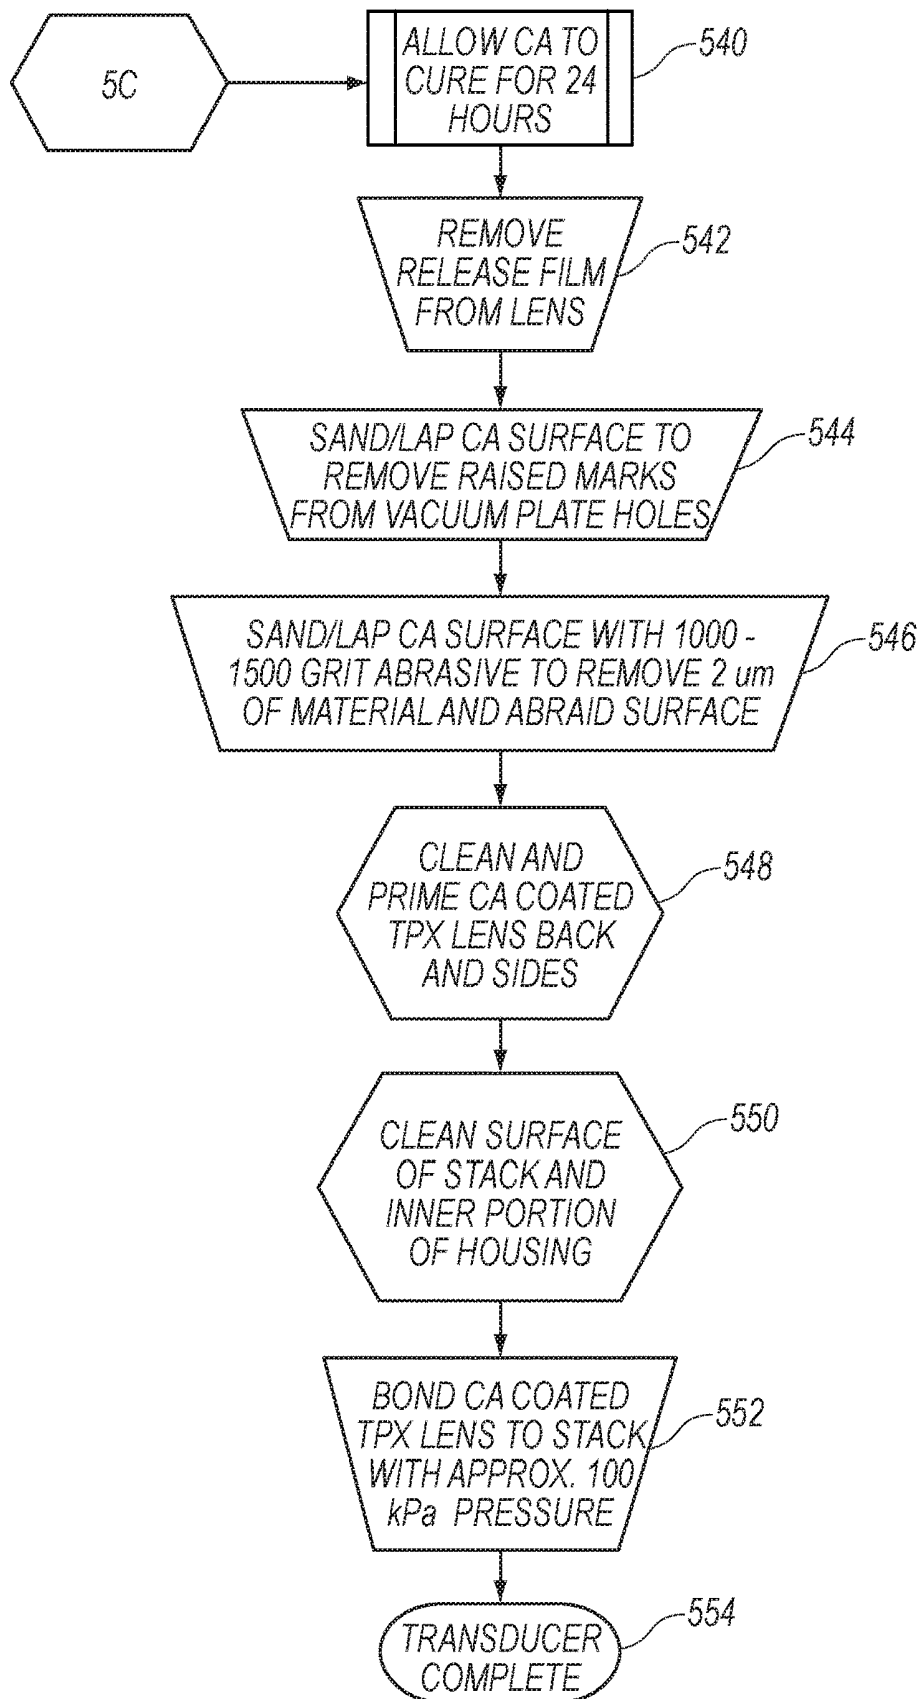 5C
ALLOW CA TO
CURE FOR 24
HOURS
540
REMOVE
RELEASE FILM
FROM LENS
542
SAND/LAP CA SURFACE TO
REMOVE RAISED MARKS
FROM VACUUM PLATE HOLES
544
SAND/LAP CA SURFACE WITH 1000 -
1500 GRIT ABRASIVE TO REMOVE 2 um
OF MATERIAL AND ABRAID SURFACE
546
CLEAN AND
PRIME CA COATED
TPX LENS BACK
AND SIDES
548
CLEAN SURFACE
OF STACK AND
INNER PORTION
OF HOUSING
550
BOND CA COATED
TPX LENS TO STACK
WITH APPROX. 100
kPa PRESSURE
552
TRANSDUCER
COMPLETE
554